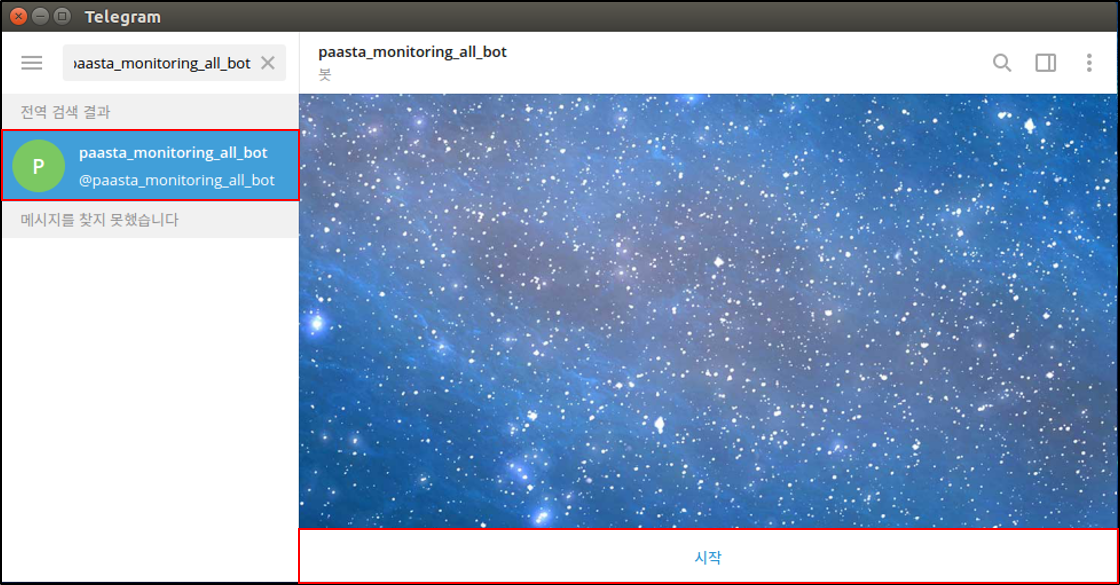 Telegram
paasta_monitoring_all_bot
paasta_monitoring_all_bot
봇
전역 검색 결과
P
paasta_monitoring_all_bot
@paasta_monitoring_all_bot
메시지를 찾지 못했습니다
시작